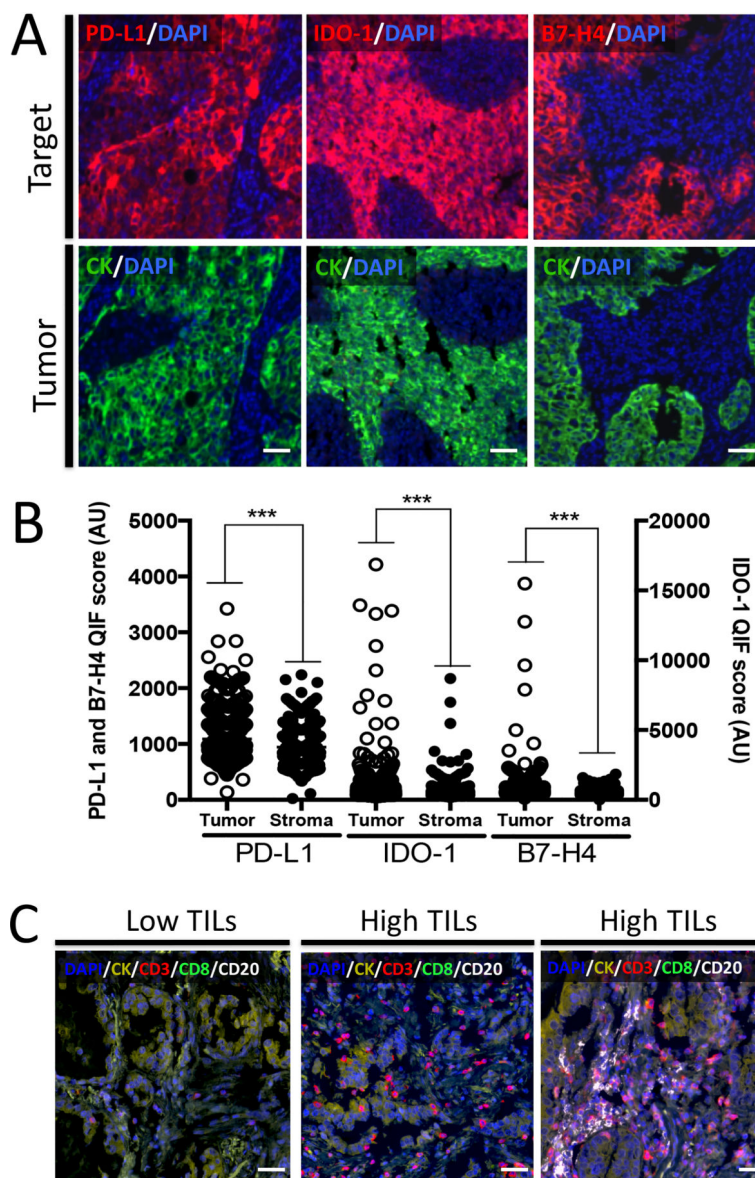 A
PD-L1/DAPI
IDO-1/DAPI
B7-H4/DAPI
Target
CK/DAPI
CK/DAPI
CK/DAPI
Tumor
B
PD-L1 and B7-H4 QIF score (AU)
5000
4000
3000
2000
1000
0
***
***
***
20000
15000
10000
5000
0
IDO-1 QIF score (AU)
Tumor Stroma Tumor Stroma Tumor Stroma
PD-L1 IDO-1 B7-H4
C
Low TILs
High TILs
High TILs
DAPI/CK/CD3/CD8/CD20
DAPI/CK/CD3/CD8/CD20
DAPI/CK/CD3/CD8/CD20